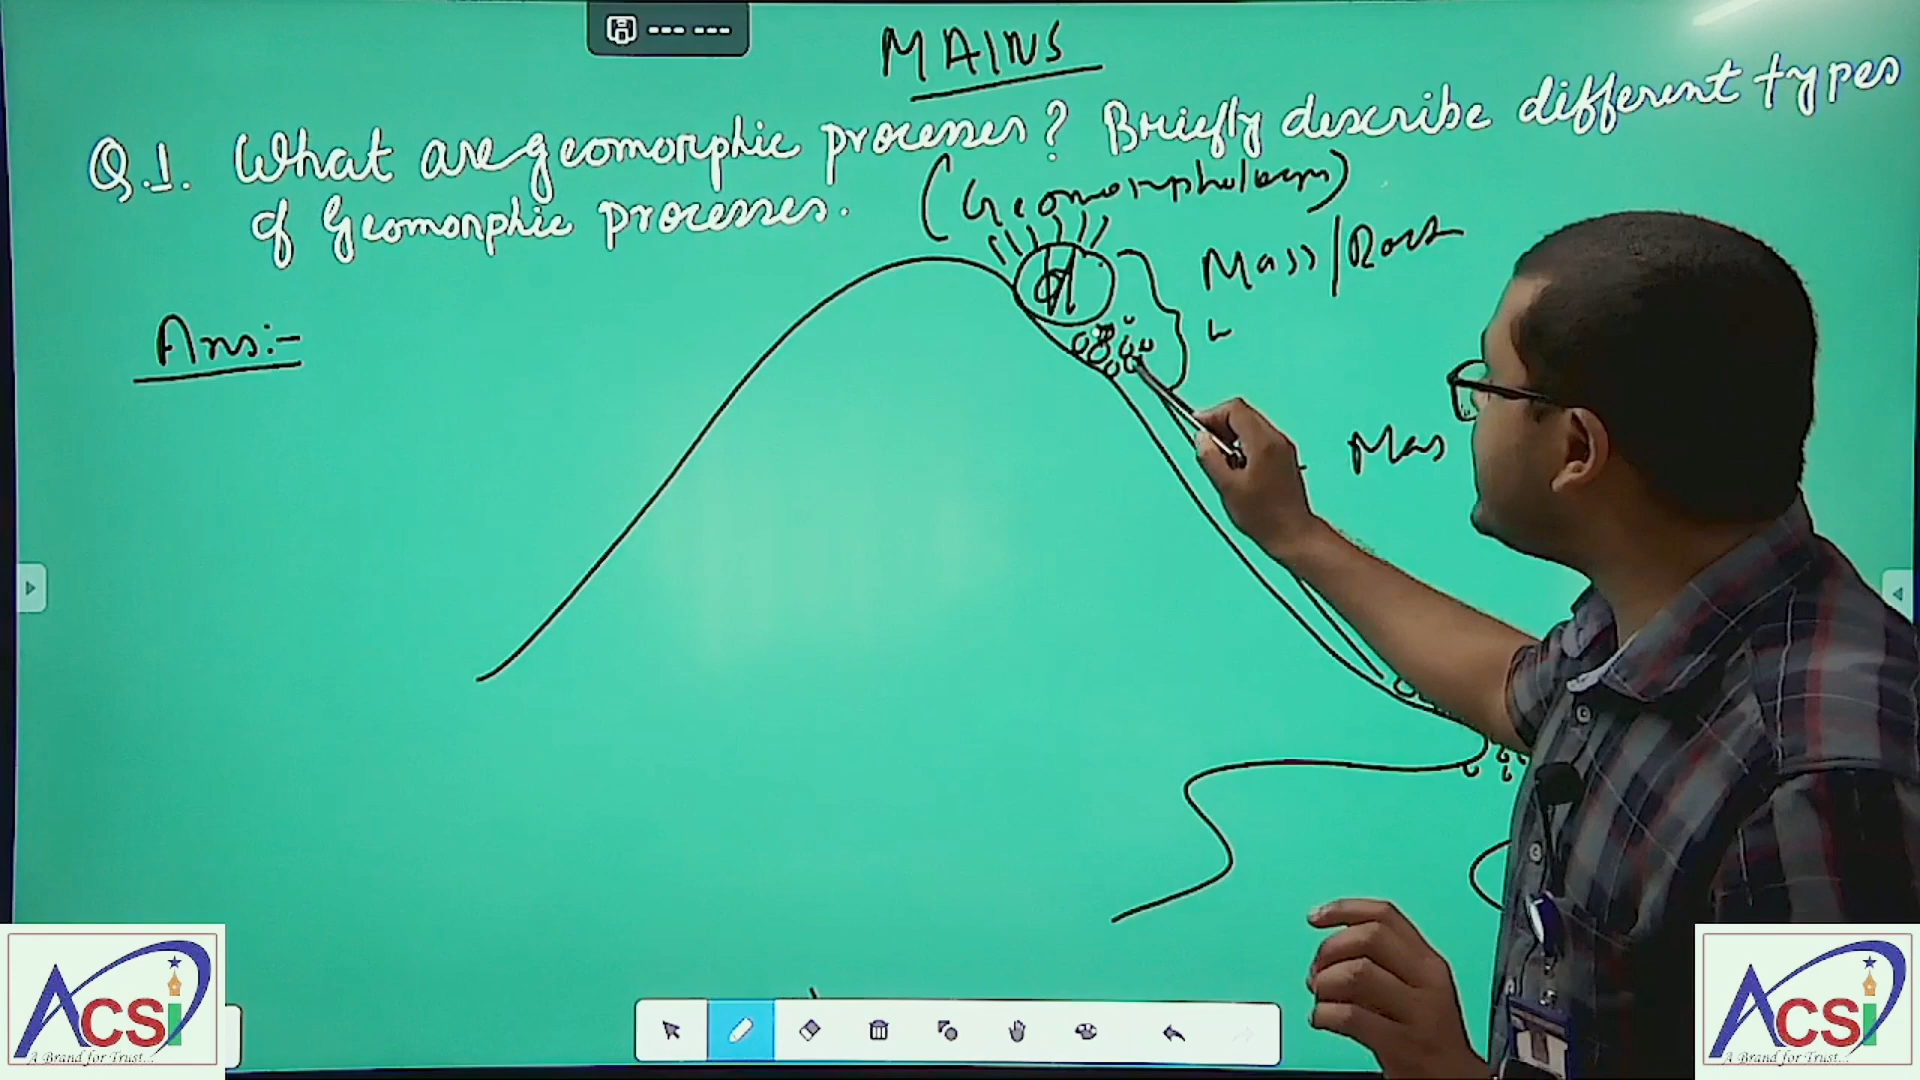 MAINS
Q.1. What are geomorphic processes? Briefly describe different types
of Geomorphic processes.
(Geomorphology)
Mass/Rock
Ans:-
Mas
ACSi
A Brand for Trust...
ACSi
A Brand for Trust...